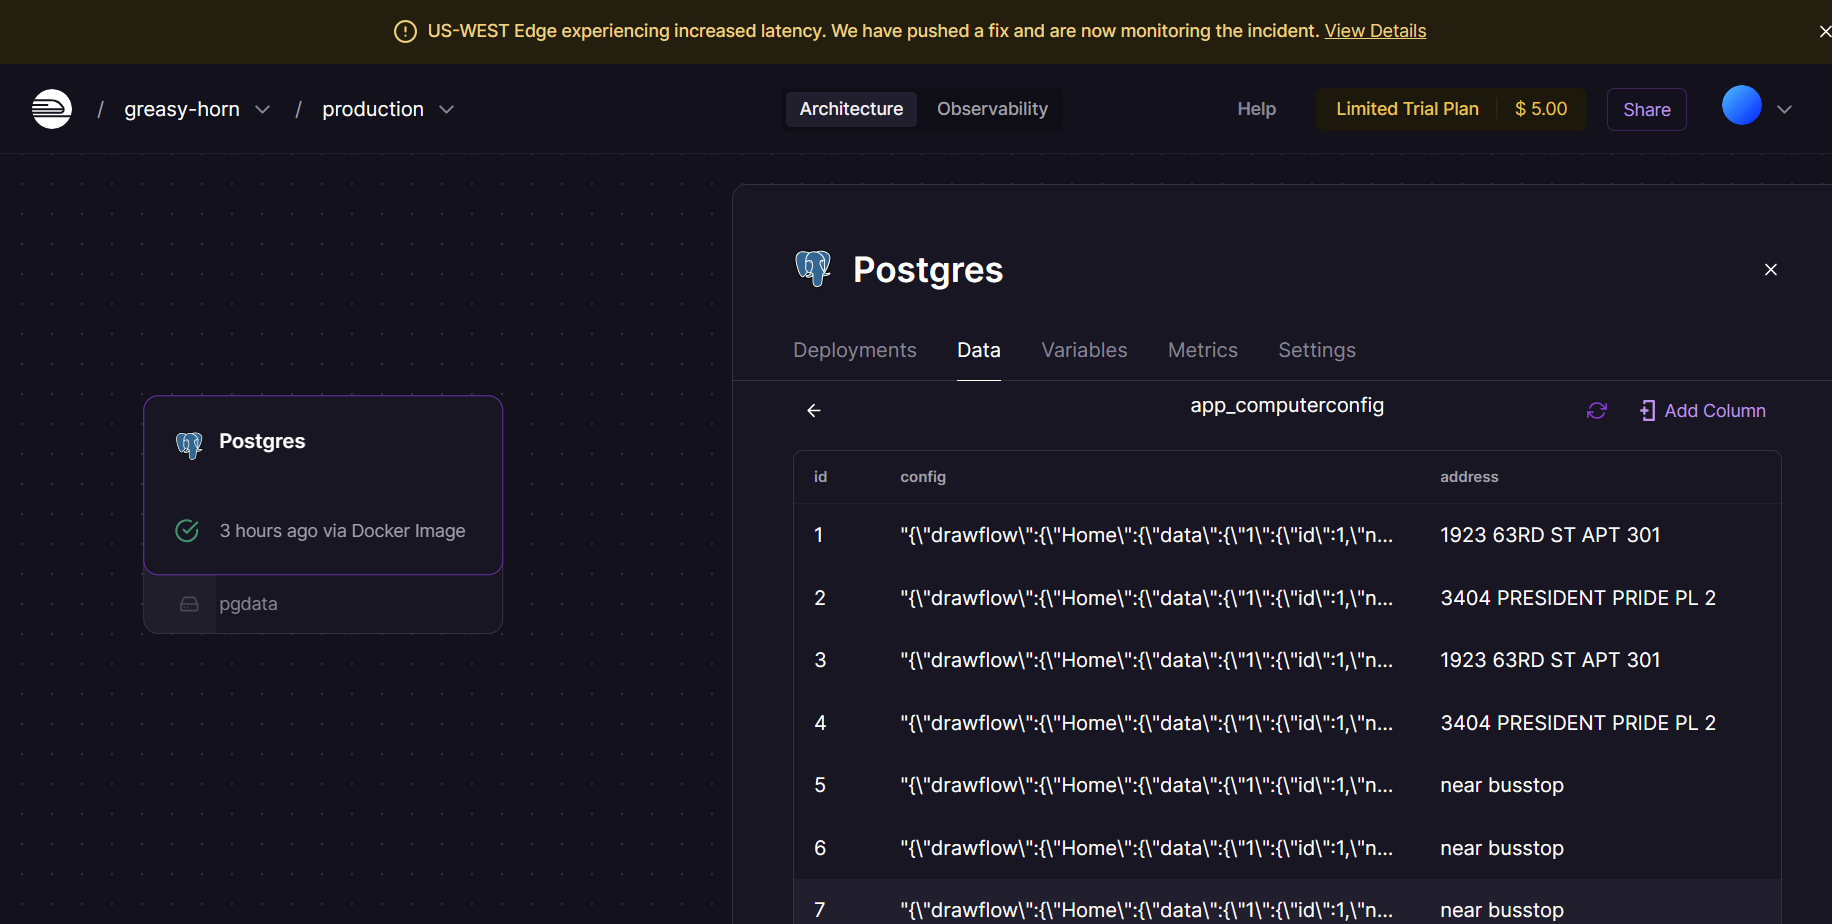 US-WEST Edge experiencing increased latency. We have pushed a fix and are now monitoring the incident. View Details
/ greasy-horn / production
Architecture Observability
Help
Limited Trial Plan $ 5.00
Share
Postgres
3 hours ago via Docker Image
pgdata
Postgres
Deployments Data Variables Metrics Settings
app_computerconfig
Add Column
id config address
1 "{\"drawflow\":{\"Home\":{\"data\":{\"1\":{\"id\":1,\"n... 1923 63RD ST APT 301
2 "{\"drawflow\":{\"Home\":{\"data\":{\"1\":{\"id\":1,\"n... 3404 PRESIDENT PRIDE PL 2
3 "{\"drawflow\":{\"Home\":{\"data\":{\"1\":{\"id\":1,\"n... 1923 63RD ST APT 301
4 "{\"drawflow\":{\"Home\":{\"data\":{\"1\":{\"id\":1,\"n... 3404 PRESIDENT PRIDE PL 2
5 "{\"drawflow\":{\"Home\":{\"data\":{\"1\":{\"id\":1,\"n... near busstop
6 "{\"drawflow\":{\"Home\":{\"data\":{\"1\":{\"id\":1,\"n... near busstop
7 "{\"drawflow\":{\"Home\":{\"data\":{\"1\":{\"id\":1,\"n... near busstop